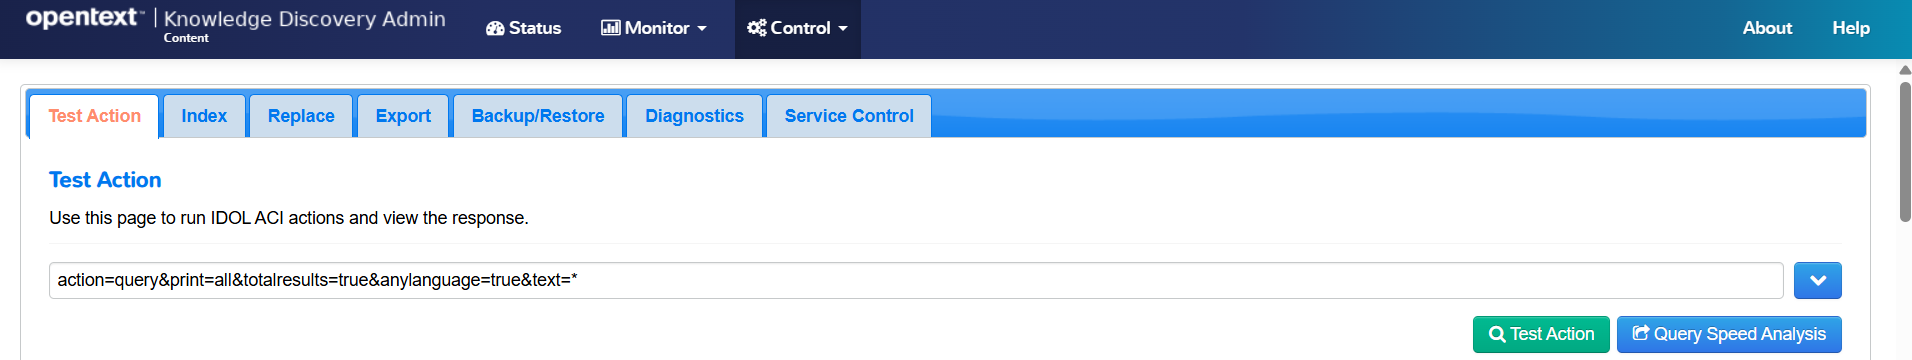 opentext™ | Knowledge Discovery Admin
Content
Status
Monitor
Control
About
Help
Test Action
Index
Replace
Export
Backup/Restore
Diagnostics
Service Control
Test Action
Use this page to run IDOL ACI actions and view the response.
action=query&print=all&totalresults=true&anylanguage=true&text=*
Test Action
Query Speed Analysis